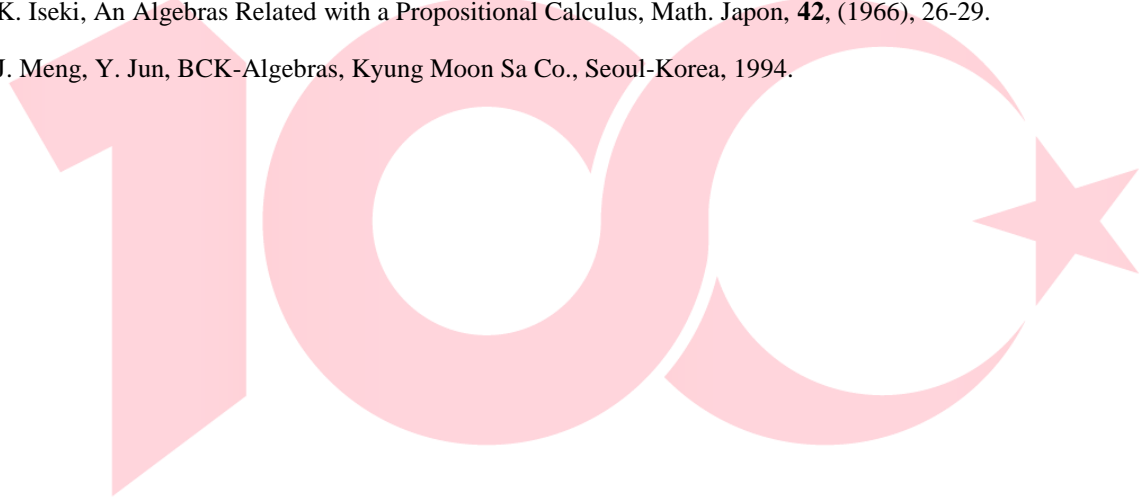 K. Iseki, An Algebras Related with a Propositional Calculus, Math. Japon, 42, (1966), 26-29.
J. Meng, Y. Jun, BCK-Algebras, Kyung Moon Sa Co., Seoul-Korea, 1994.
100